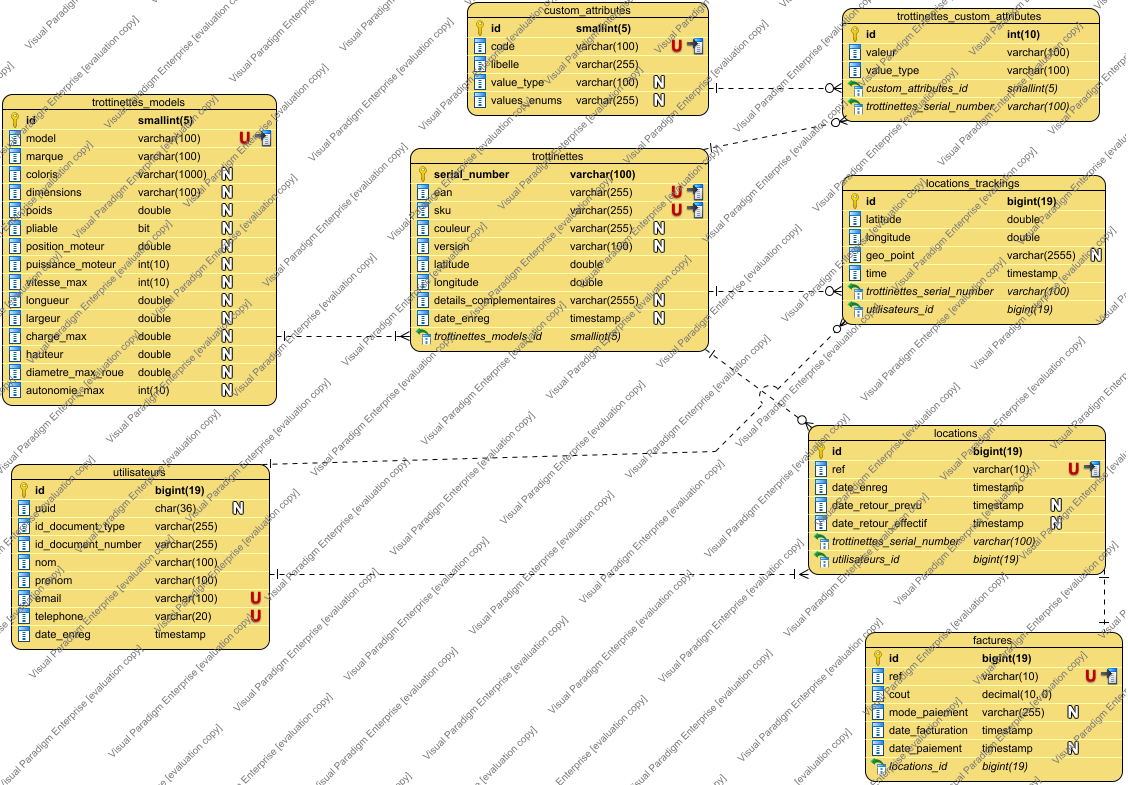 custom_attributes
id smallint(5)
code varchar(100) U
libelle varchar(255)
value_type varchar(100) N
values_enums varchar(255) N
trottinettes_custom_attributes
id int(10)
valeur varchar(100)
value_type varchar(100)
custom_attributes_id smallint(5)
trottinettes_serial_number varchar(100)
trottinettes_models
id smallint(5)
model varchar(100) U
marque varchar(100)
coloris varchar(1000) N
dimensions varchar(100) N
poids double N
pliable bit N
position_moteur double N
puissance_moteur int(10) N
vitesse_max int(10) N
longueur double N
largeur double N
charge_max double N
hauteur double N
diametre_max_roue double N
autonomie_max int(10) N
trottinettes
serial_number varchar(100)
ean varchar(255) U
sku varchar(255) U
couleur varchar(255) N
version varchar(100) N
latitude double
longitude double
details_complementaires varchar(2555) N
date_enreg timestamp N
trottinettes_models_id smallint(5)
locations_trackings
id bigint(19)
latitude double
longitude double
geo_point varchar(2555) N
time timestamp
trottinettes_serial_number varchar(100)
utilisateurs_id bigint(19)
utilisateurs
id bigint(19)
uuid char(36) N
id_document_type varchar(255)
id_document_number varchar(255)
nom varchar(100)
prenom varchar(100)
email varchar(100) U
telephone varchar(20) U
date_enreg timestamp
locations
id bigint(19)
ref varchar(10) U
date_enreg timestamp
date_retour_prevu timestamp N
date_retour_effectif timestamp N
trottinettes_serial_number varchar(100)
utilisateurs_id bigint(19)
factures
id bigint(19)
ref varchar(10) U
cout decimal(10, 0)
mode_paiement varchar(255) N
date_facturation timestamp
date_paiement timestamp N
locations_id bigint(19)
Visual Paradigm Enterprise [evaluation copy]